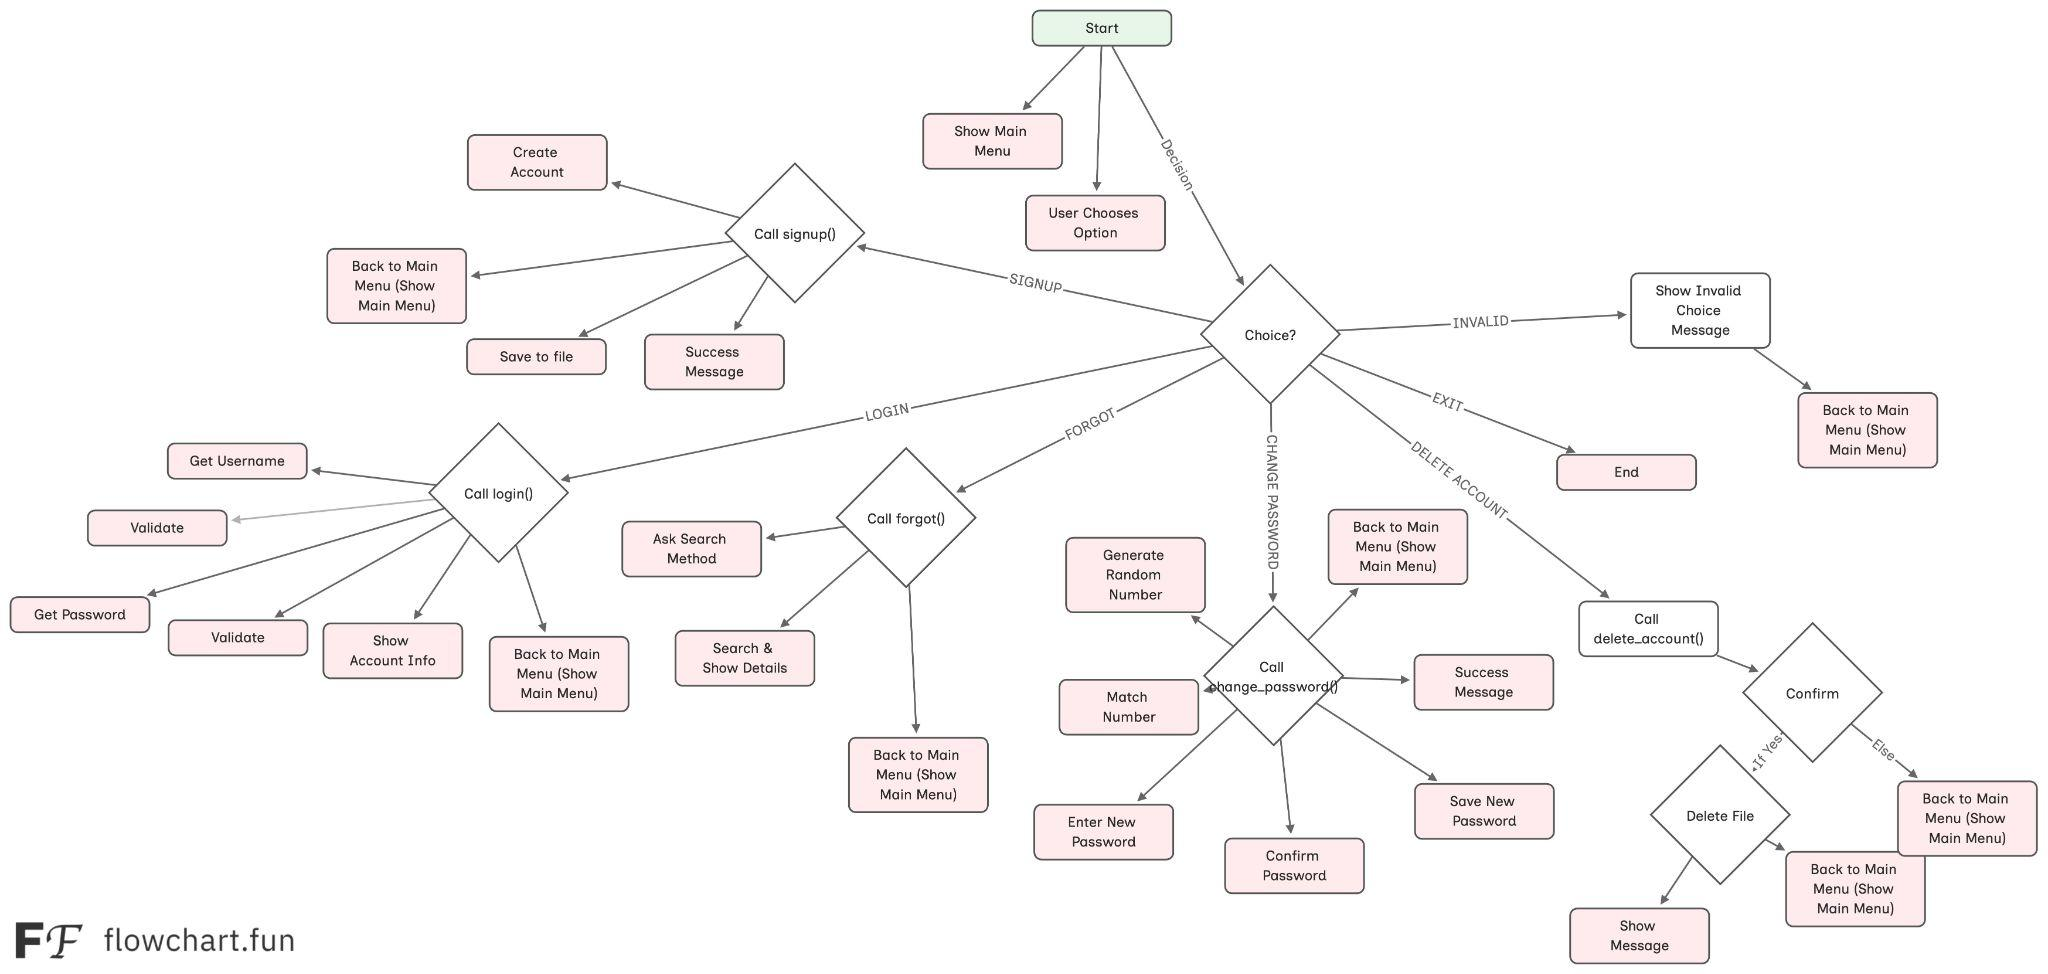 Start
Show Main
Menu
User Chooses
Option
Decision
Choice?
SIGNUP
Call signup()
Create
Account
Back to Main
Menu (Show
Main Menu)
Save to file
Success
Message
LOGIN
Call login()
Get Username
Validate
Get Password
Validate
Show
Account Info
Back to Main
Menu (Show
Main Menu)
FORGOT
Call forgot()
Ask Search
Method
Search &
Show Details
Back to Main
Menu (Show
Main Menu)
CHANGE PASSWORD
Call
change_password()
Generate
Random
Number
Back to Main
Menu (Show
Main Menu)
Match
Number
Success
Message
Enter New
Password
Confirm
Password
Save New
Password
DELETE ACCOUNT
Call
delete_account()
Confirm
If Yes
Else
Delete File
Back to Main
Menu (Show
Main Menu)
Back to Main
Menu (Show
Main Menu)
Show
Message
EXIT
End
INVALID
Show Invalid
Choice
Message
Back to Main
Menu (Show
Main Menu)
FF flowchart.fun